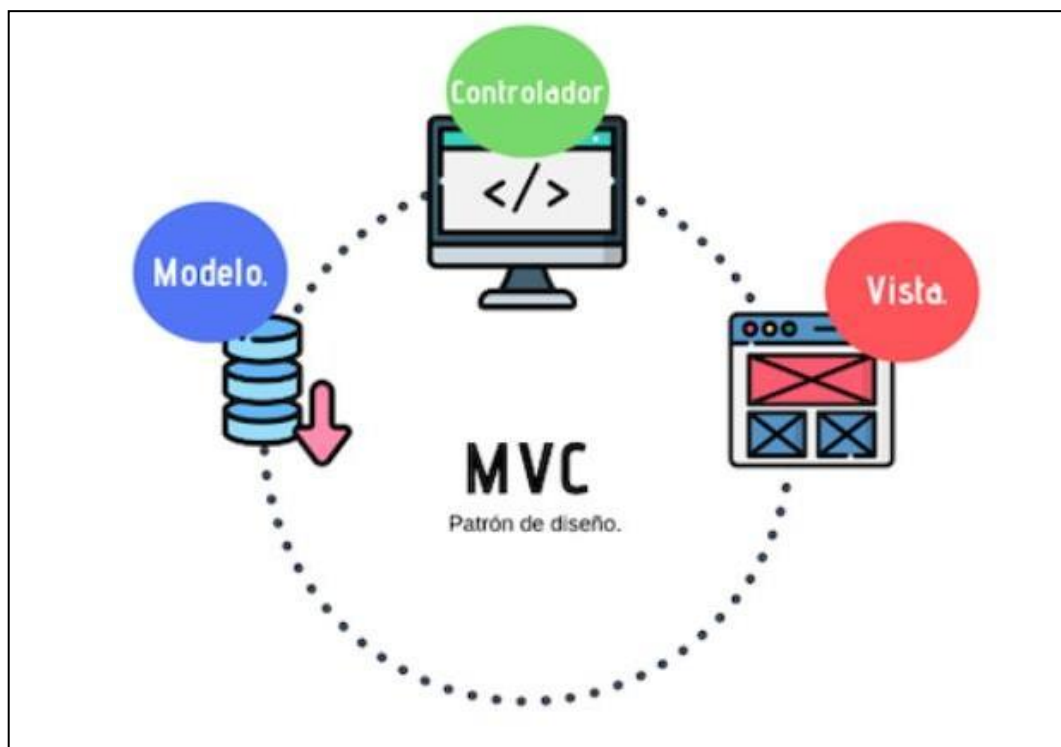 Controlador
Modelo.
Vista.
</>
MVC
Patrón de diseño.